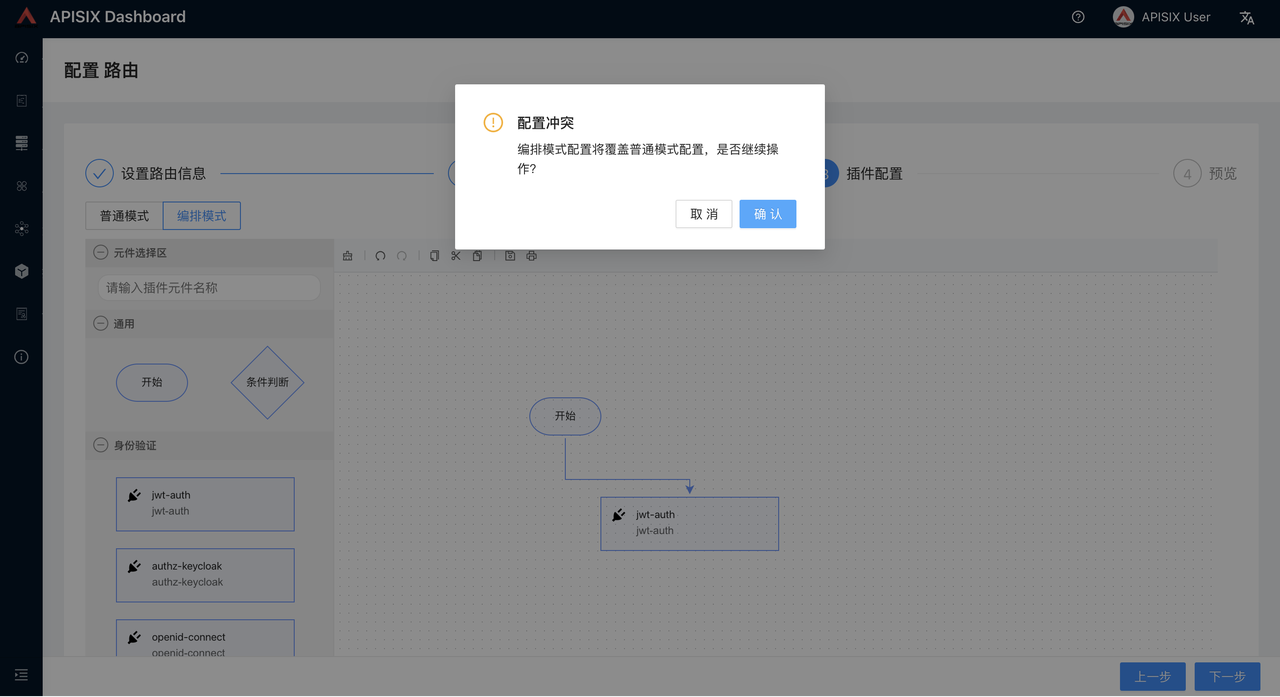 APISIX Dashboard
APISIX User
配置 路由
配置冲突
编排模式配置将覆盖普通模式配置，是否继续操
作？
取 消
确 认
设置路由信息
3
插件配置
4
预览
普通模式
编排模式
元件选择区
请输入插件元件名称
通用
开始
条件判断
身份验证
jwt-auth
jwt-auth
authz-keycloak
authz-keycloak
openid-connect
openid-connect
开始
jwt-auth
jwt-auth
上一步
下一步